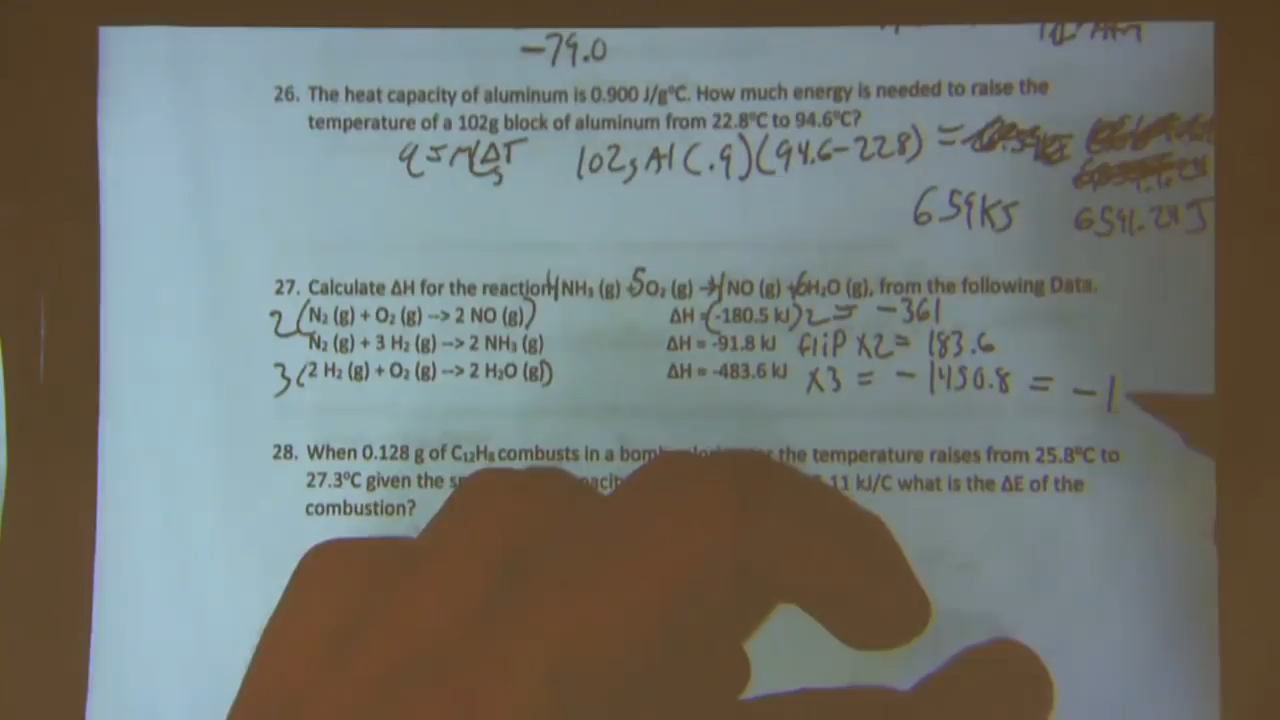 -79.0
26. The heat capacity of aluminum is 0.900 J/g°C. How much energy is needed to raise the
temperature of a 102g block of aluminum from 22.8°C to 94.6°C?
102g Al (.9)(94.6-22.8) =
6.59KJ 6591.24J
27. Calculate ΔH for the reaction 4NH₃ (g) + 5O₂ (g) → 4NO (g) + 6H₂O (g), from the following Data.
2(N₂ (g) + O₂ (g) --> 2 NO (g)) ΔH = (-180.5 kJ)2 = -361
N₂ (g) + 3 H₂ (g) --> 2 NH₃ (g) ΔH = -91.8 kJ flip x2 = 183.6
3(2 H₂ (g) + O₂ (g) --> 2 H₂O (g)) ΔH = -483.6 kJ x3 = -1450.8 = -1
28. When 0.128 g of C₁₂H₈ combusts in a the temperature raises from 25.8°C to
27.3°C given the 11 kJ/C what is the ΔE of the
combustion?